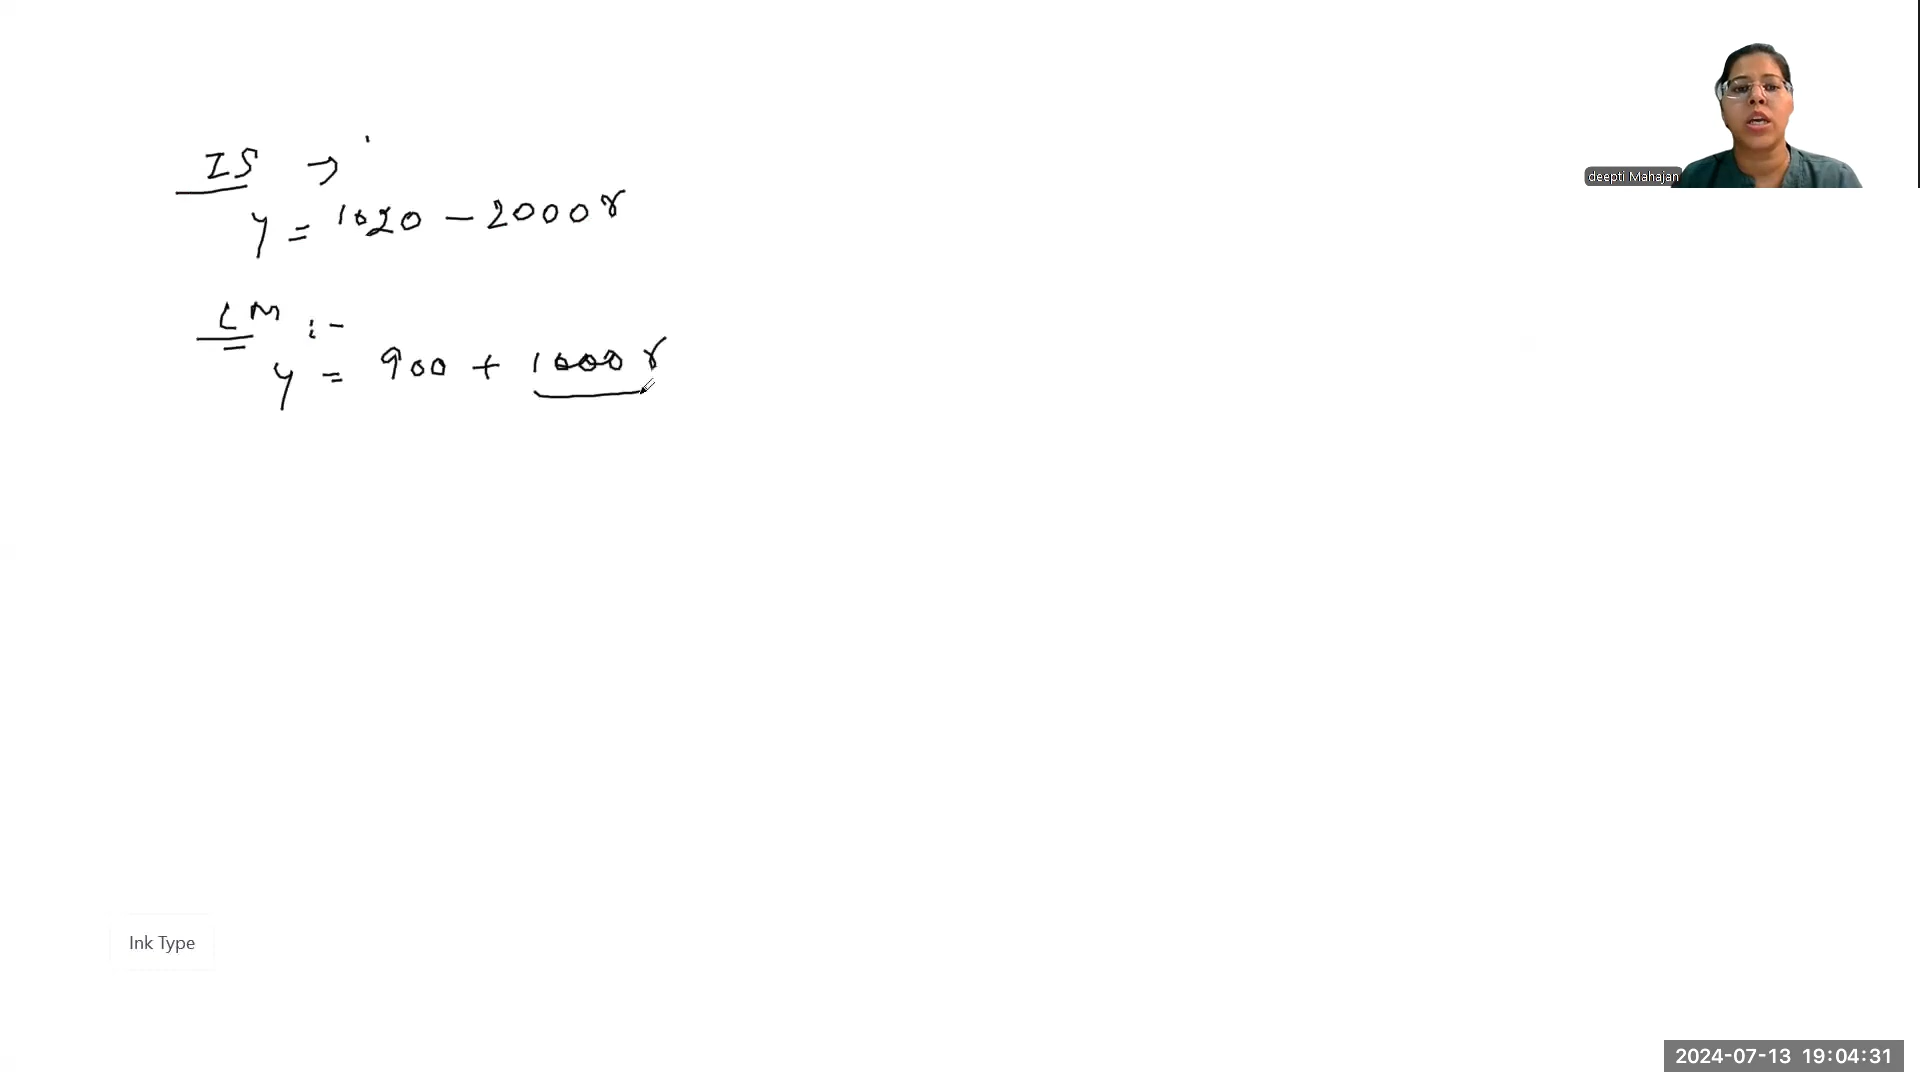 IS →
y = 1020 - 2000r
LM :-
y = 900 + 1000r
deepti Mahajan
Ink Type
2024-07-13 19:04:31